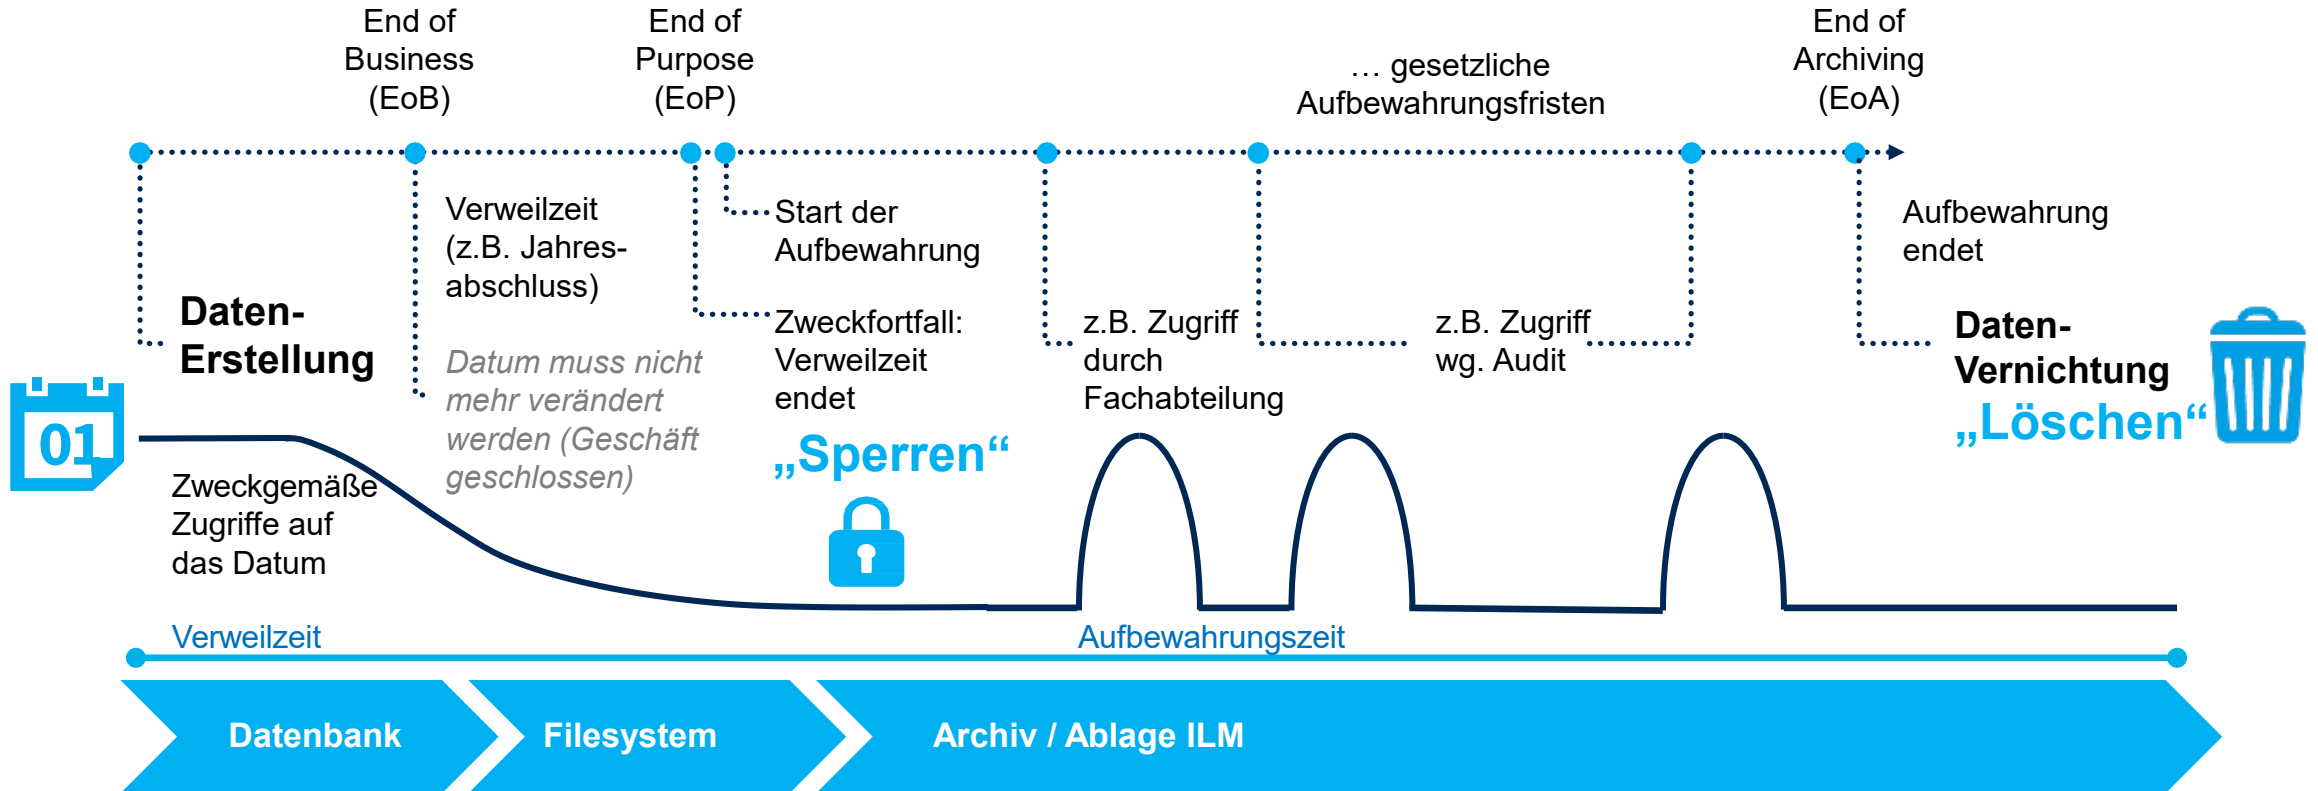 End of
Business
(EoB)
End of
Purpose
(EoP)
… gesetzliche
Aufbewahrungsfristen
End of
Archiving
(EoA)
Daten-
Erstellung
Verweilzeit
(z.B. Jahres-
abschluss)
Datum muss nicht
mehr verändert
werden (Geschäft
geschlossen)
Start der
Aufbewahrung
Zweckfortfall:
Verweilzeit
endet
„Sperren“
z.B. Zugriff
durch
Fachabteilung
z.B. Zugriff
wg. Audit
Aufbewahrung
endet
Daten-
Vernichtung
„Löschen“
01
Zweckgemäße
Zugriffe auf
das Datum
Verweilzeit
Aufbewahrungszeit
Datenbank
Filesystem
Archiv / Ablage ILM